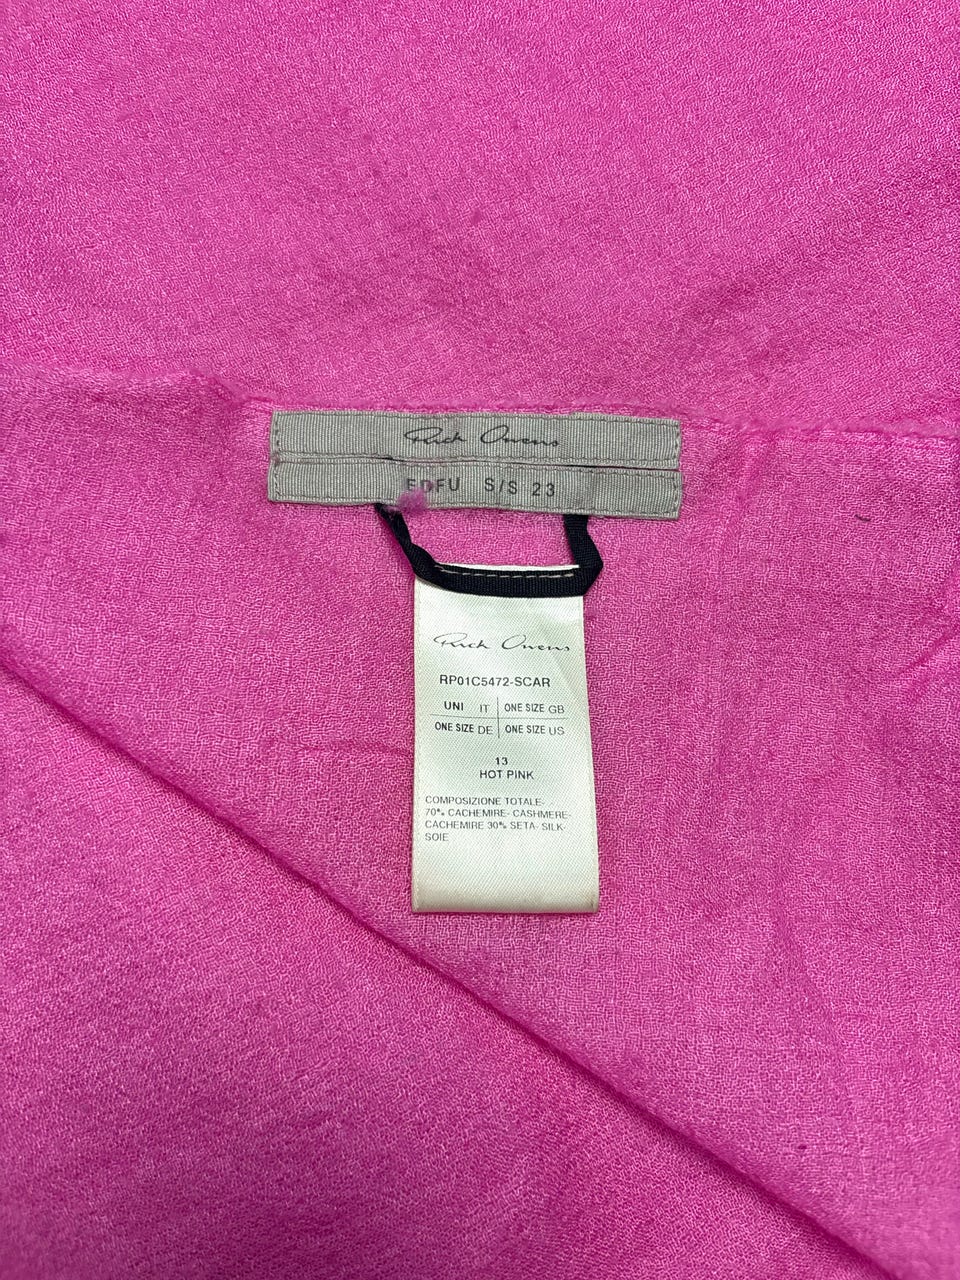 Rick Owens
EDFU S/S 23
Rick Owens
RP01C5472-SCAR
UNI IT ONE SIZE GB
ONE SIZE DE ONE SIZE US
13
HOT PINK
COMPOSIZIONE TOTALE-
70% CACHEMIRE- CASHMERE-
CACHEMIRE 30% SETA- SILK-
SOIE